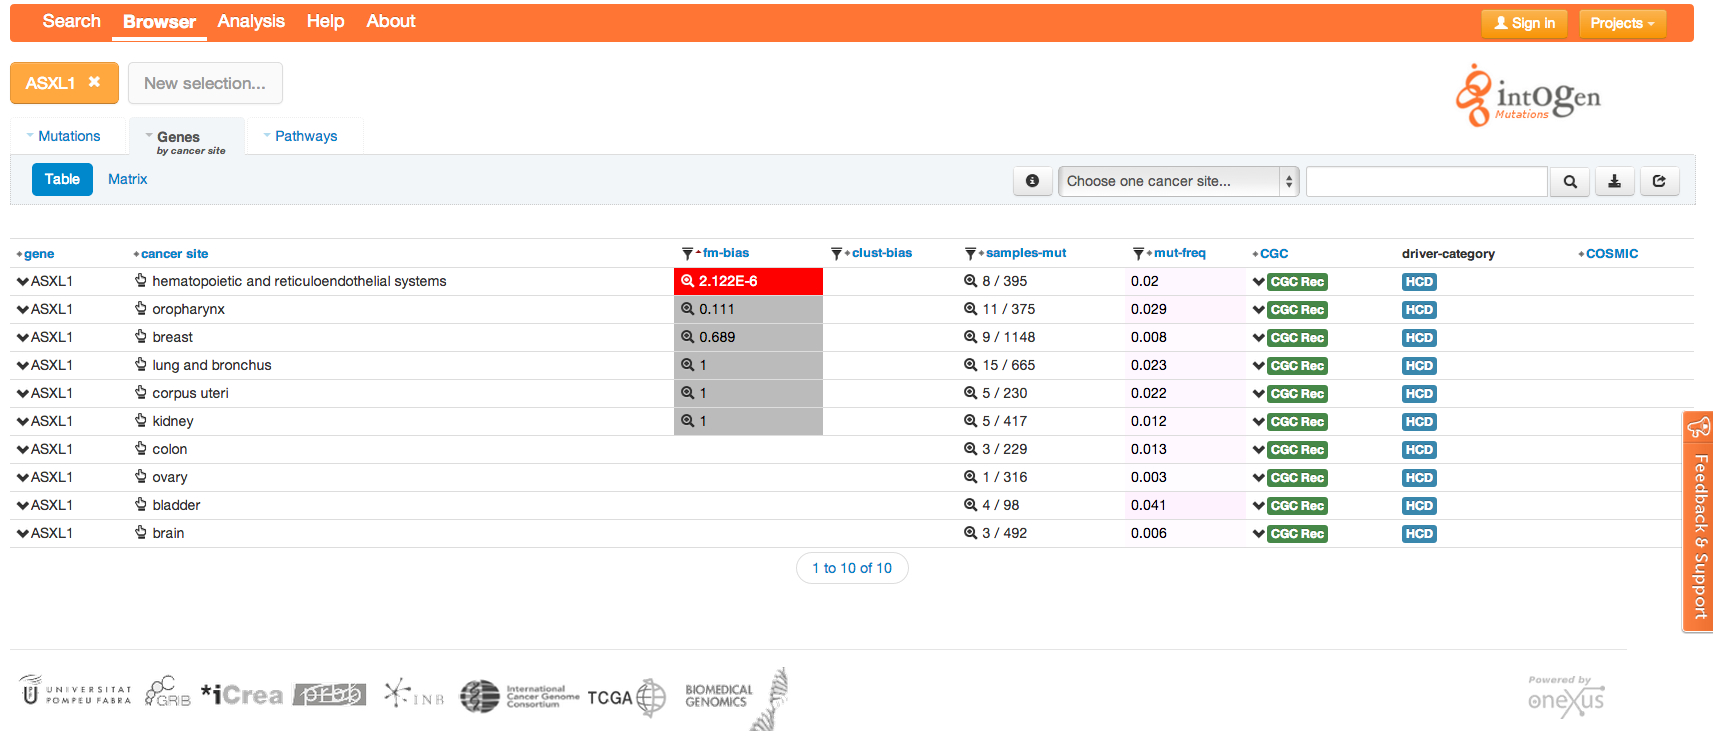 Search Browser Analysis Help About Sign in Projects
ASXL1 New selection...
intOgen
Mutations
Mutations Genes Pathways
by cancer site
Table Matrix Choose one cancer site...
gene cancer site fm-bias clust-bias samples-mut mut-freq CGC driver-category COSMIC
ASXL1 hematopoietic and reticuloendothelial systems 2.122E-6 8 / 395 0.02 CGC Rec HCD
ASXL1 oropharynx 0.111 11 / 375 0.029 CGC Rec HCD
ASXL1 breast 0.689 9 / 1148 0.008 CGC Rec HCD
ASXL1 lung and bronchus 1 15 / 665 0.023 CGC Rec HCD
ASXL1 corpus uteri 1 5 / 230 0.022 CGC Rec HCD
ASXL1 kidney 1 5 / 417 0.012 CGC Rec HCD
ASXL1 colon 3 / 229 0.013 CGC Rec HCD
ASXL1 ovary 1 / 316 0.003 CGC Rec HCD
ASXL1 bladder 4 / 98 0.041 CGC Rec HCD
ASXL1 brain 3 / 492 0.006 CGC Rec HCD
1 to 10 of 10
Feedback & Support
UNIVERSITAT
POMPEU FABRA
GRIB
*iCrea
prbb
INB
International
Cancer Genome
Consortium
TCGA
BIOMEDICAL
GENOMICS
Powered by
oneXus